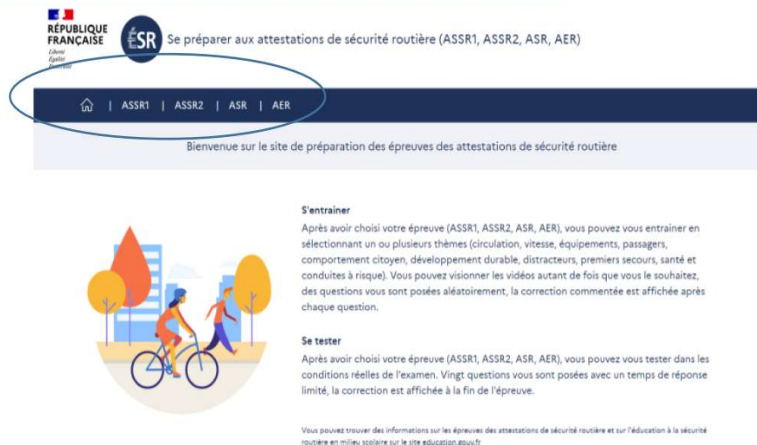 RÉPUBLIQUE
FRANÇAISE
Liberté
Égalité
Fraternité
ÉSR Se préparer aux attestations de sécurité routière (ASSR1, ASSR2, ASR, AER)
| ASSR1 | ASSR2 | ASR | AER
Bienvenue sur le site de préparation des épreuves des attestations de sécurité routière
S'entrainer
Après avoir choisi votre épreuve (ASSR1, ASSR2, ASR, AER), vous pouvez vous entrainer en
sélectionnant un ou plusieurs thèmes (circulation, vitesse, équipements, passagers,
comportement citoyen, développement durable, distracteurs, premiers secours, santé et
conduites à risque). Vous pouvez visionner les vidéos autant de fois que vous le souhaitez,
des questions vous sont posées aléatoirement, la correction commentée est affichée après
chaque question.
Se tester
Après avoir choisi votre épreuve (ASSR1, ASSR2, ASR, AER), vous pouvez vous tester dans les
conditions réelles de l'examen. Vingt questions vous sont posées avec un temps de réponse
limité, la correction est affichée à la fin de l'épreuve.
Vous pouvez trouver des informations sur les épreuves des attestations de sécurité routière et sur l'éducation à la sécurité
routière en milieu scolaire sur le site education.gouv.fr